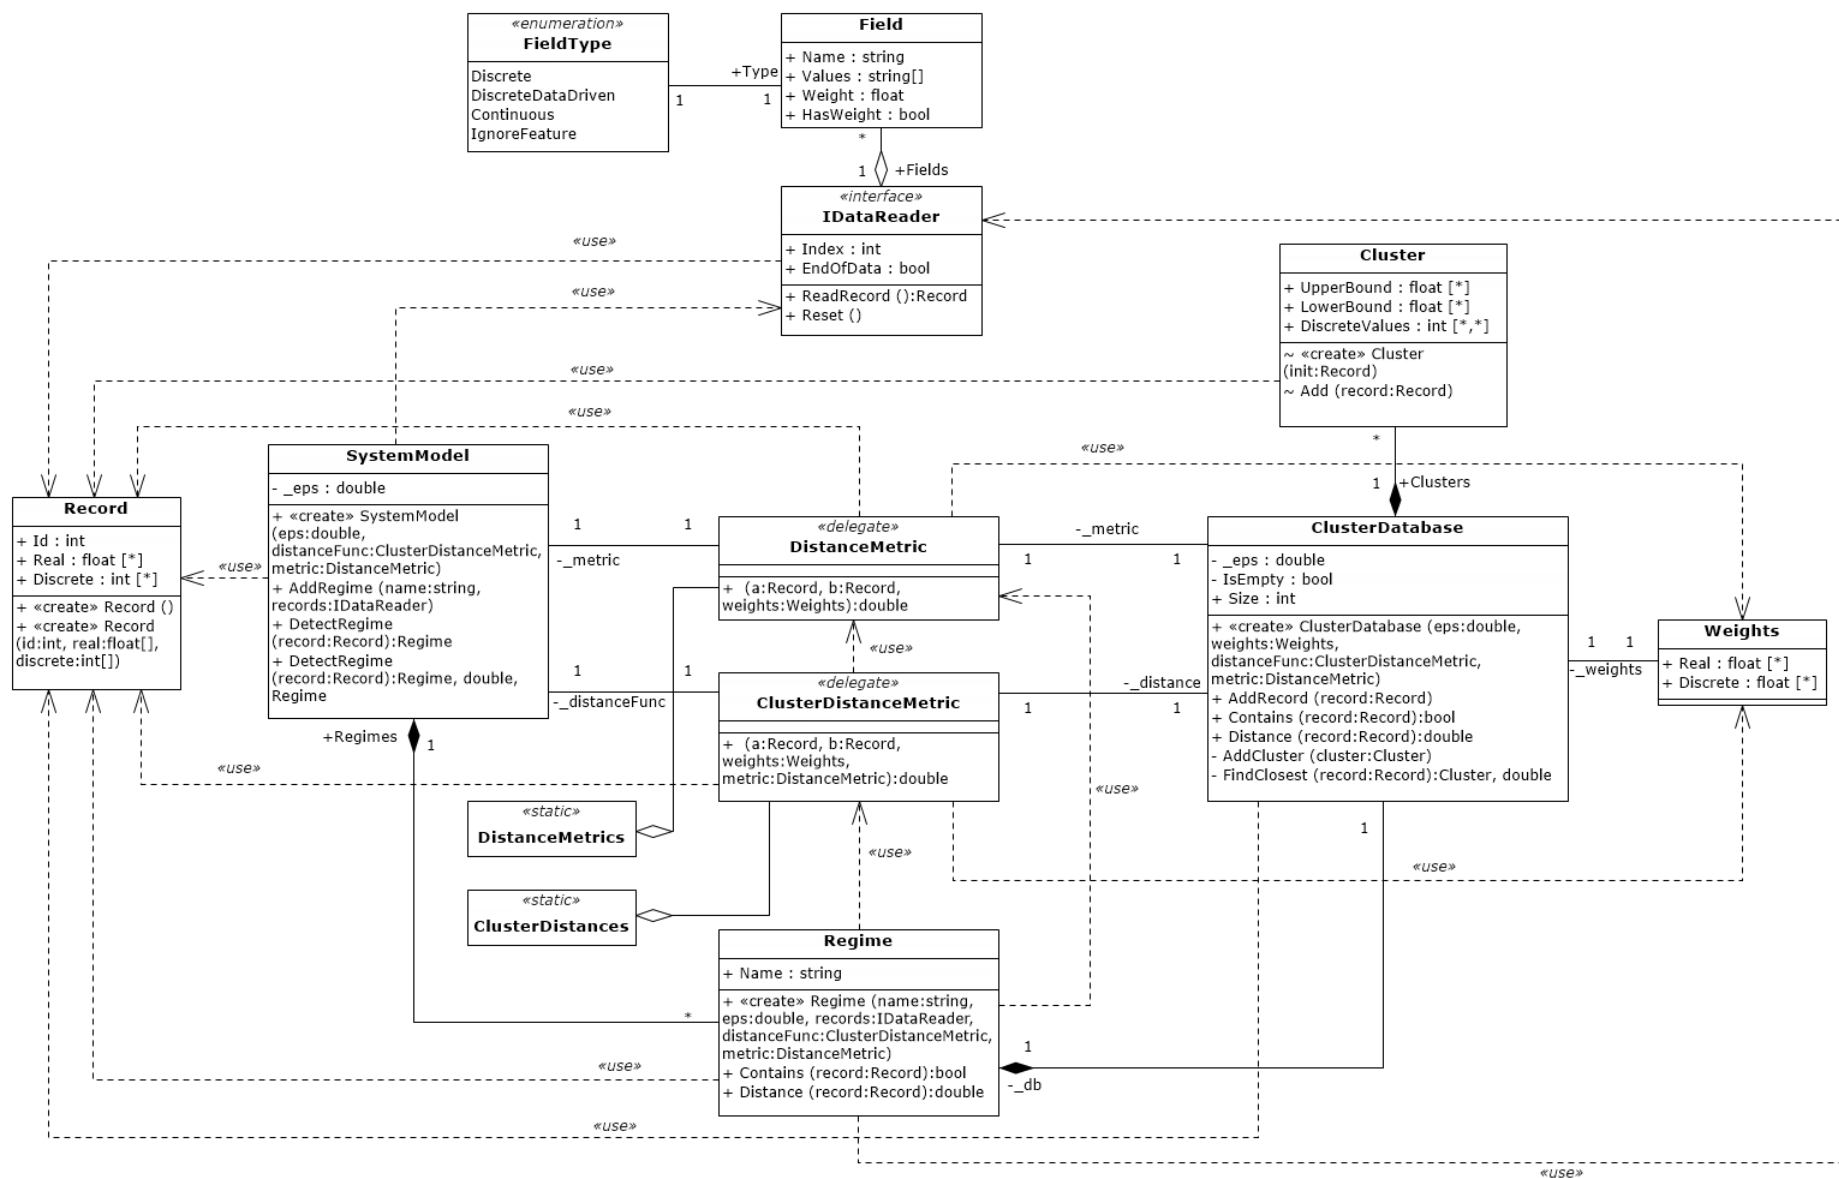 «enumeration»
FieldType
Discrete
DiscreteDataDriven
Continuous
IgnoreFeature
+Type
1
1
Field
+ Name : string
+ Values : string[]
+ Weight : float
+ HasWeight : bool
*
1
+Fields
«interface»
IDataReader
+ Index : int
+ EndOfData : bool
+ ReadRecord ():Record
+ Reset ()
«use»
«use»
«use»
«use»
Cluster
+ UpperBound : float [*]
+ LowerBound : float [*]
+ DiscreteValues : int [*,*]
~ «create» Cluster
(init:Record)
~ Add (record:Record)
*
1
+Clusters
«use»
Record
+ Id : int
+ Real : float [*]
+ Discrete : int [*]
+ «create» Record ()
+ «create» Record
(id:int, real:float[],
discrete:int[])
«use»
SystemModel
- _eps : double
+ «create» SystemModel
(eps:double,
distanceFunc:ClusterDistanceMetric,
metric:DistanceMetric)
+ AddRegime (name:string,
records:IDataReader)
+ DetectRegime
(record:Record):Regime
+ DetectRegime
(record:Record):Regime, double,
Regime
1
1
-_metric
1
1
-_distanceFunc
+Regimes
1
«delegate»
DistanceMetric
+  (a:Record, b:Record,
weights:Weights):double
«use»
«delegate»
ClusterDistanceMetric
+  (a:Record, b:Record,
weights:Weights,
metric:DistanceMetric):double
-_metric
1
1
-_distance
1
1
ClusterDatabase
- _eps : double
- IsEmpty : bool
+ Size : int
+ «create» ClusterDatabase (eps:double,
weights:Weights,
distanceFunc:ClusterDistanceMetric,
metric:DistanceMetric)
+ AddRecord (record:Record)
+ Contains (record:Record):bool
+ Distance (record:Record):double
- AddCluster (cluster:Cluster)
- FindClosest (record:Record):Cluster, double
1
1
-_weights
Weights
+ Real : float [*]
+ Discrete : float [*]
«use»
«static»
DistanceMetrics
«static»
ClusterDistances
«use»
«use»
1
«use»
Regime
+ Name : string
+ «create» Regime (name:string,
eps:double, records:IDataReader,
distanceFunc:ClusterDistanceMetric,
metric:DistanceMetric)
+ Contains (record:Record):bool
+ Distance (record:Record):double
*
1
-_db
«use»
«use»
«use»